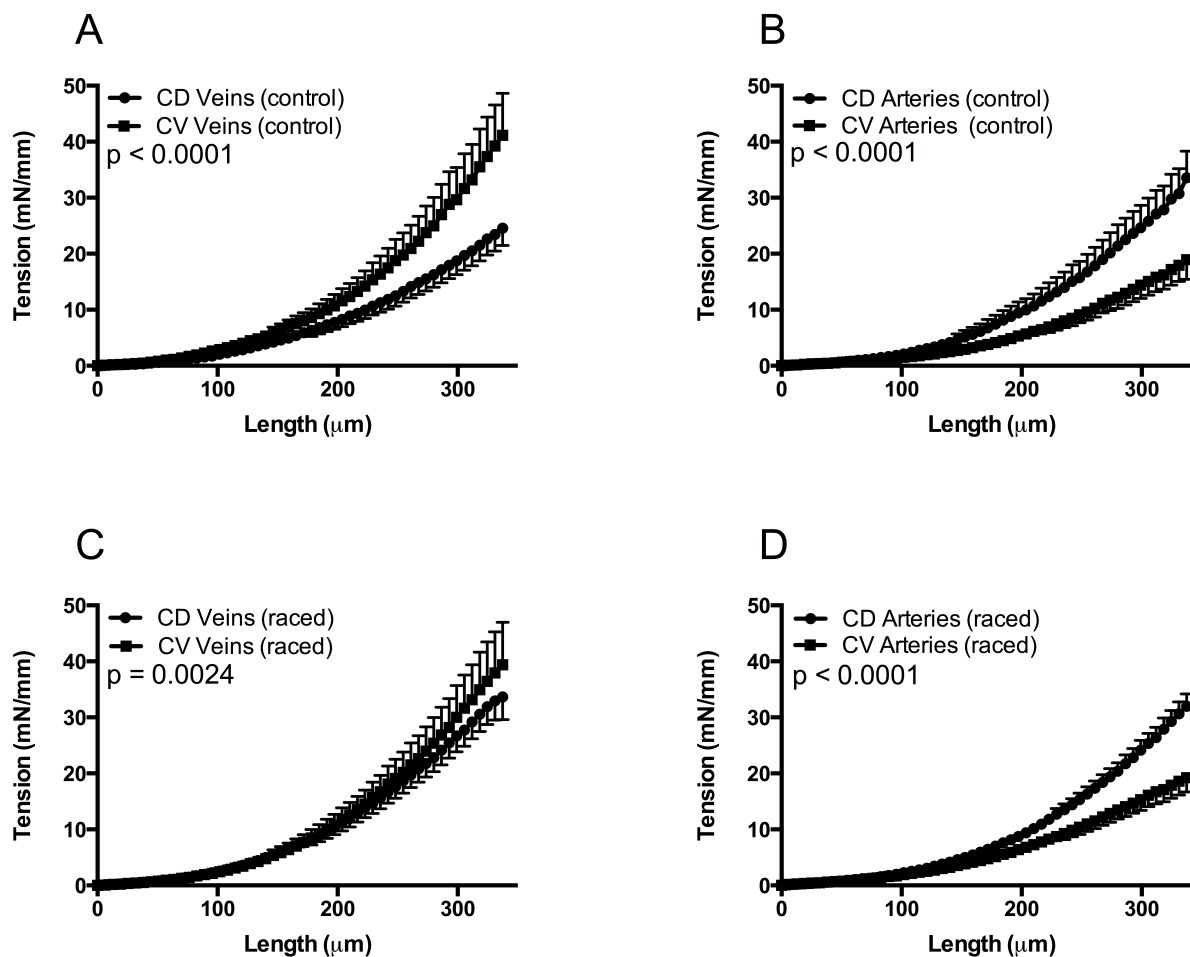 A
50
40
30
20
10
0
Tension (mN/mm)
CD Veins (control)
CV Veins (control)
p < 0.0001
0 100 200 300
Length (μm)
B
50
40
30
20
10
0
Tension (mN/mm)
CD Arteries (control)
CV Arteries (control)
p < 0.0001
0 100 200 300
Length (μm)
C
50
40
30
20
10
0
Tension (mN/mm)
CD Veins (raced)
CV Veins (raced)
p = 0.0024
0 100 200 300
Length (μm)
D
50
40
30
20
10
0
Tension (mN/mm)
CD Arteries (raced)
CV Arteries (raced)
p < 0.0001
0 100 200 300
Length (μm)